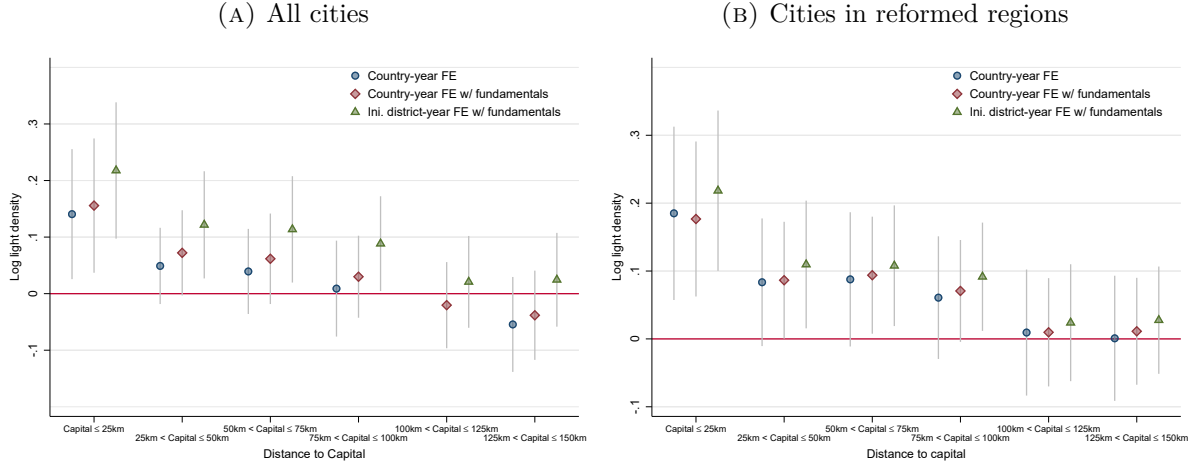 (A) All cities
Country-year FE
Country-year FE w/ fundamentals
Ini. district-year FE w/ fundamentals
Log light density
.3
.2
.1
0
-.1
Capital ≤ 25km
25km < Capital ≤ 50km
50km < Capital ≤ 75km
75km < Capital ≤ 100km
100km < Capital ≤ 125km
125km < Capital ≤ 150km
Distance to Capital
(B) Cities in reformed regions
Country-year FE
Country-year FE w/ fundamentals
Ini. district-year FE w/ fundamentals
Log light density
.3
.2
.1
0
-.1
Capital ≤ 25km
25km < Capital ≤ 50km
50km < Capital ≤ 75km
75km < Capital ≤ 100km
100km < Capital ≤ 125km
125km < Capital ≤ 150km
Distance to capital